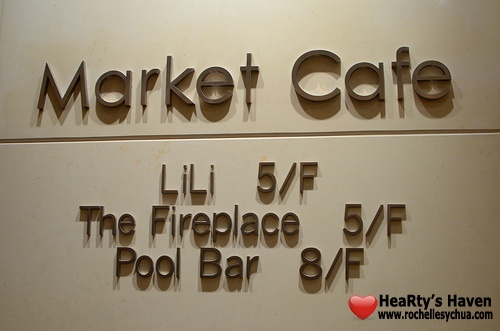 Market Cafe
LiLi 5/F
The Fireplace 5/F
Pool Bar 8/F
HeaRty's Haven
www.rochellesychua.com